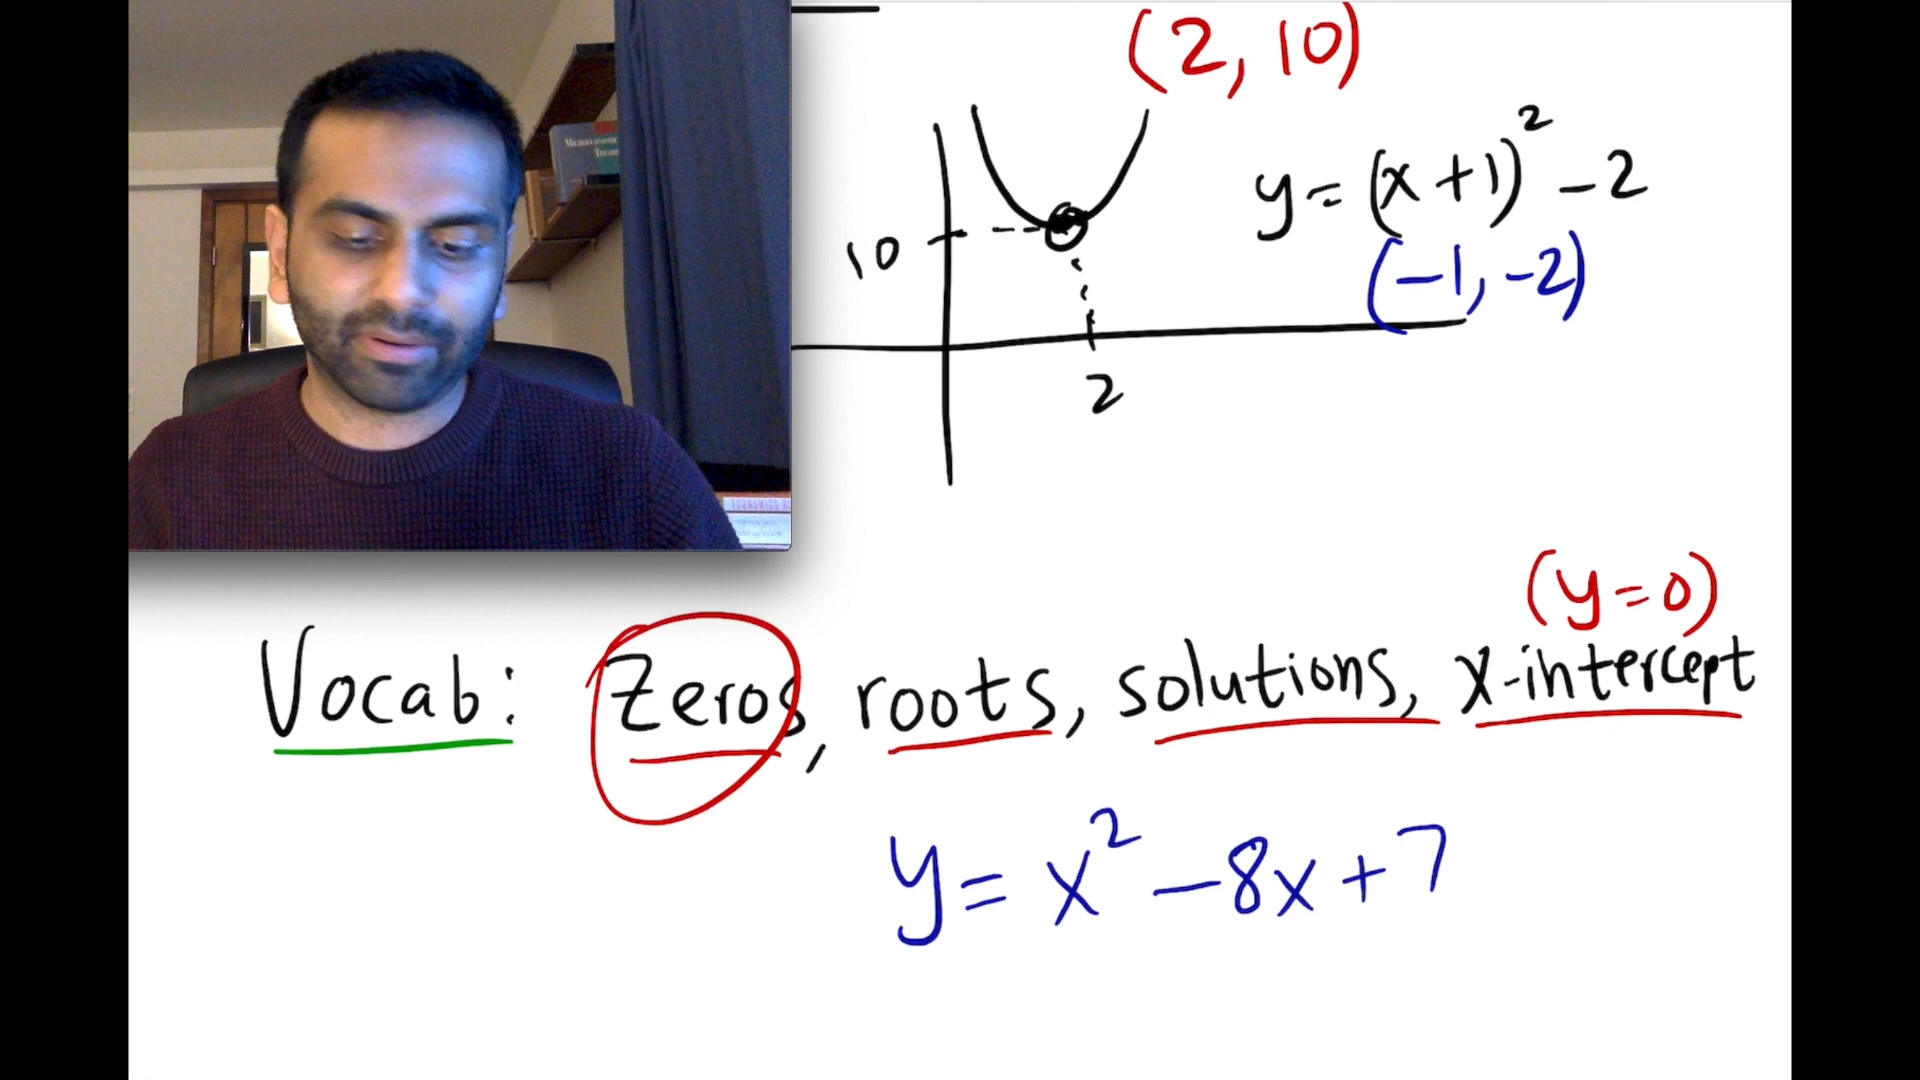 (2, 10)
y = (x + 1)² - 2
10
(-1, -2)
2
(y = 0)
Vocab: Zeros, roots, solutions, x-intercept
y = x² - 8x + 7